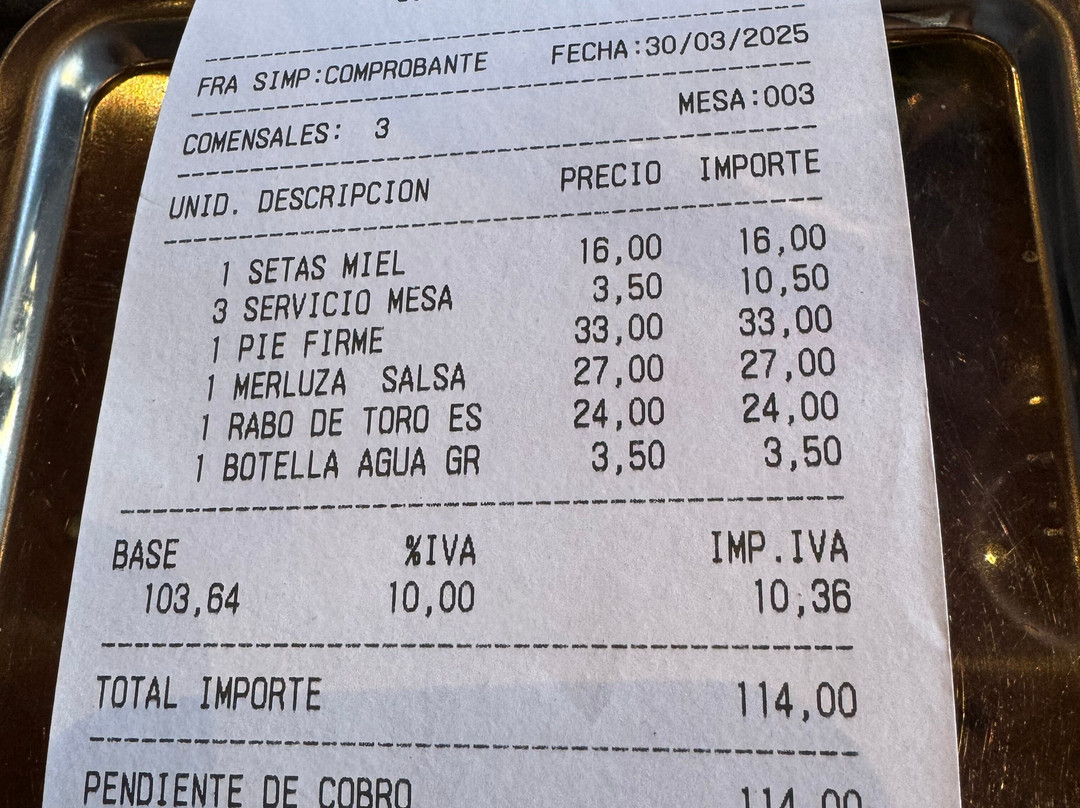 FRA SIMP:COMPROBANTE FECHA:30/03/2025
COMENSALES: 3 MESA:003
UNID. DESCRIPCION PRECIO IMPORTE
1 SETAS MIEL 16,00 16,00
3 SERVICIO MESA 3,50 10,50
1 PIE FIRME 33,00 33,00
1 MERLUZA SALSA 27,00 27,00
1 RABO DE TORO ES 24,00 24,00
1 BOTELLA AGUA GR 3,50 3,50
BASE %IVA IMP.IVA
103,64 10,00 10,36
TOTAL IMPORTE 114,00
PENDIENTE DE COBRO 114,00